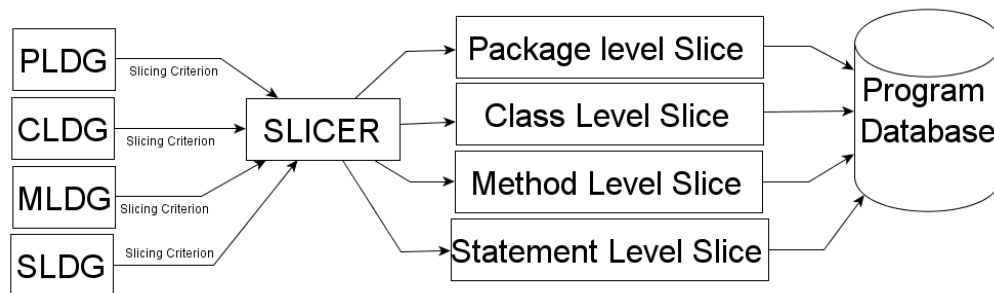 PLDG
Slicing Criterion
CLDG
Slicing Criterion
MLDG
Slicing Criterion
SLDG
Slicing Criterion
SLICER
Package level Slice
Class Level Slice
Method Level Slice
Statement Level Slice
Program
Database